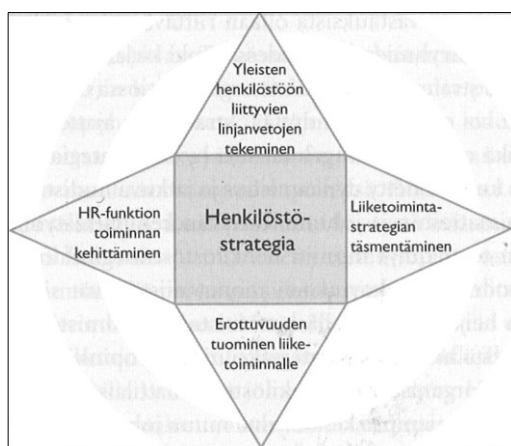 Yleisten
henkilöstöön
liittyvien
linjanvetojen
tekeminen
HR-funktion
toiminnan
kehittäminen
Henkilöstö-
strategia
Liiketoiminta-
strategian
täsmentäminen
Erottuvuuden
tuominen liike-
toiminnalle